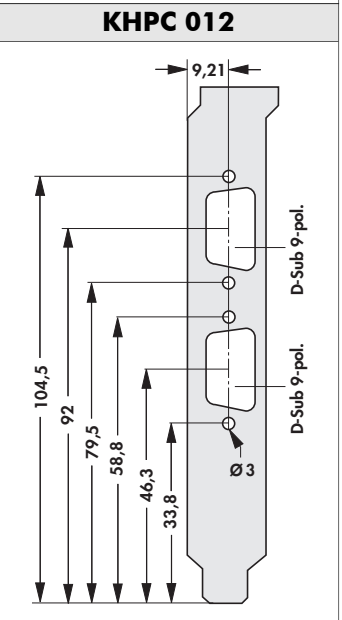 KHPC 012
9,21
D-Sub 9-pol.
D-Sub 9-pol.
104,5
92
79,5
58,8
46,3
33,8
Ø 3